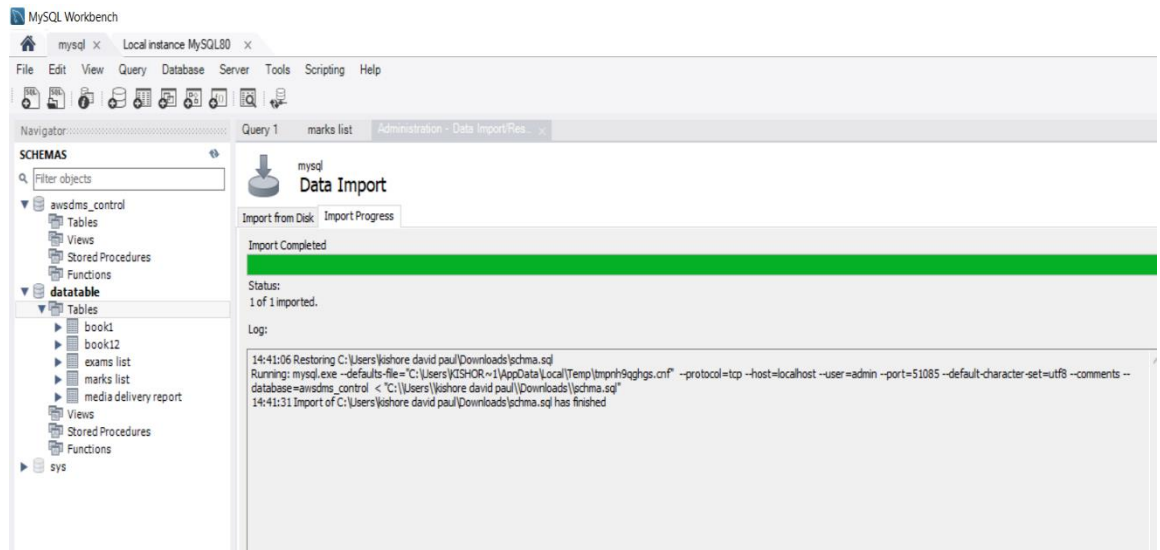 MySQL Workbench
mysql × Local instance MySQL80 ×
File Edit View Query Database Server Tools Scripting Help
Navigator
SCHEMAS
Filter objects
awsdms_control
Tables
Views
Stored Procedures
Functions
datatable
Tables
book1
book12
exams list
marks list
media delivery report
Views
Stored Procedures
Functions
sys
Query 1 marks list Administration - Data Import/Res... ×
mysql
Data Import
Import from Disk Import Progress
Import Completed
Status:
1 of 1 imported.
Log:
14:41:06 Restoring C:\Users\kishore david paul\Downloads\schma.sql
Running: mysql.exe --defaults-file="C:\Users\KISHOR~1\AppData\Local\Temp\tmpnh9qghgs.cnf" --protocol=tcp --host=localhost --user=admin --port=51085 --default-character-set=utf8 --comments --
database=awsdms_control < "C:\\Users\\kishore david paul\\Downloads\\schma.sql"
14:41:31 Import of C:\Users\kishore david paul\Downloads\schma.sql has finished